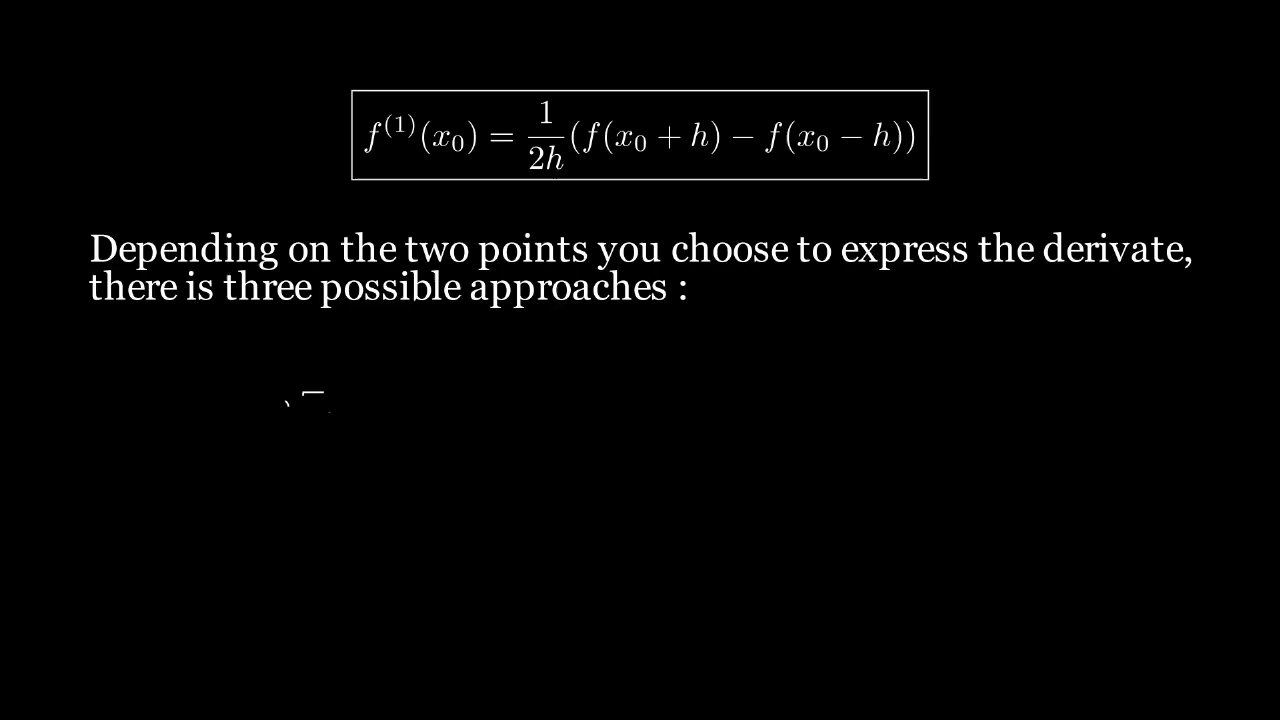 f^{(1)}(x_0) = \frac{1}{2h}(f(x_0 + h) − f(x_0 − h))
Depending on the two points you choose to express the derivate,
there is three possible approaches :